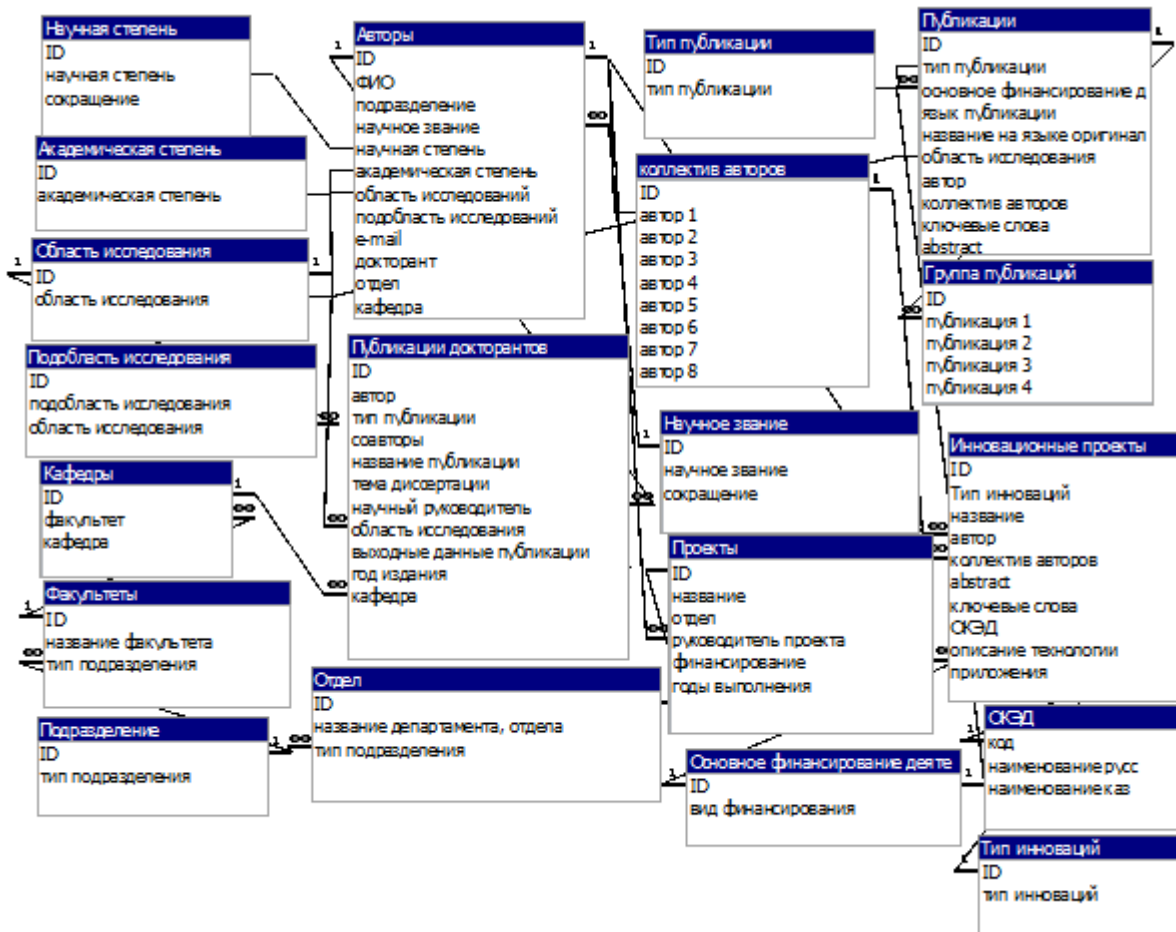 Научная степень
ID
научная степень
сокращение
Академическая степень
ID
академическая степень
Область исследования
ID
область исследования
Подобласть исследования
ID
подобласть исследования
область исследования
Кафедры
ID
факультет
кафедра
Факультеты
ID
название факультета
тип подразделения
Подразделение
ID
тип подразделения
Авторы
ID
ФИО
подразделение
научное звание
научная степень
академическая степень
область исследований
подобласть исследований
e-mail
докторант
отдел
кафедра
Публикации докторантов
ID
автор
тип публикации
соавторы
название публикации
тема диссертации
научный руководитель
область исследования
выходные данные публикации
год издания
кафедра
Отдел
ID
название департамента, отдела
тип подразделения
Тип публикации
ID
тип публикации
коллектив авторов
ID
автор 1
автор 2
автор 3
автор 4
автор 5
автор 6
автор 7
автор 8
Научное звание
ID
научное звание
сокращение
Проекты
ID
название
отдел
руководитель проекта
финансирование
годы выполнения
Основное финансирование деяте
ID
вид финансирования
Публикации
ID
тип публикации
основное финансирование д
язык публикации
название на языке оригинал
область исследования
автор
коллектив авторов
ключевые слова
abstract
Группа публикаций
ID
публикация 1
публикация 2
публикация 3
публикация 4
Инновационные проекты
ID
Тип инноваций
название
автор
коллектив авторов
abstract
ключевые слова
ОКЭД
описание технологии
приложения
ОКЭД
код
наименование русс
наименование каз
Тип инноваций
ID
тип инноваций